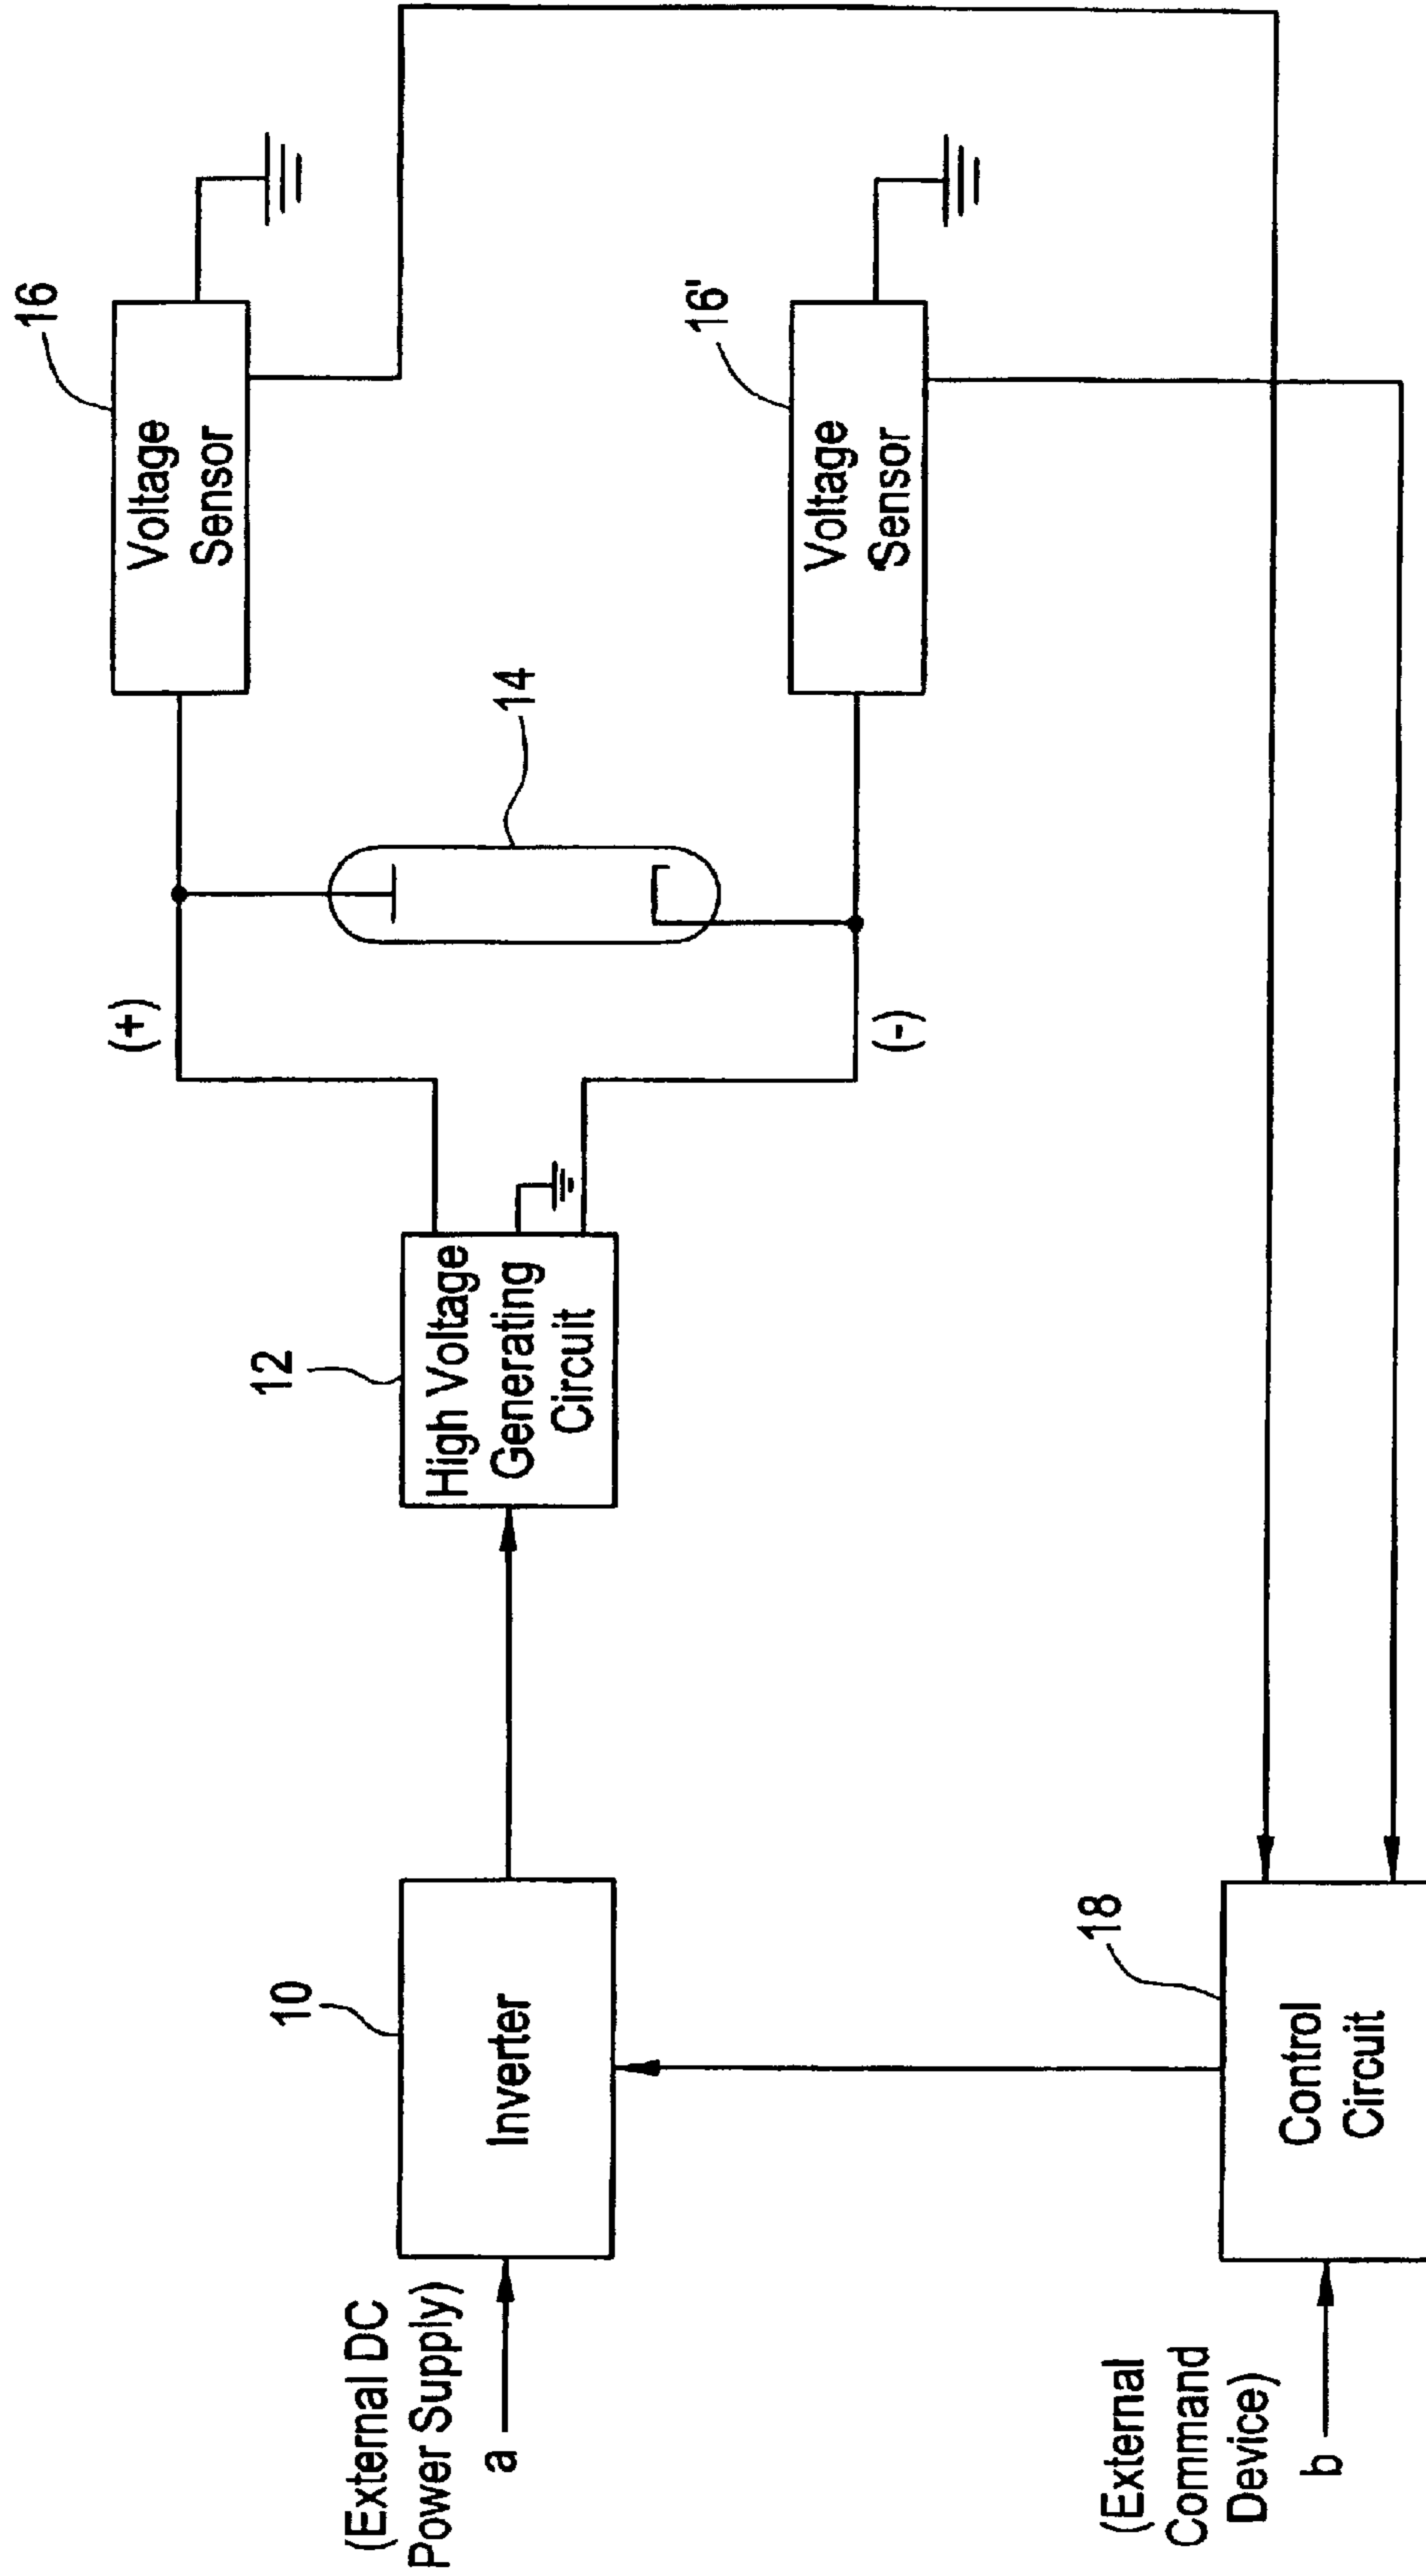 16
Voltage
Sensor
(+)
14
12
High Voltage
Generating
Circuit
10
Inverter
(External DC
Power Supply)
a
16'
Voltage
Sensor
(-)
18
Control
Circuit
(External
Command
Device)
b